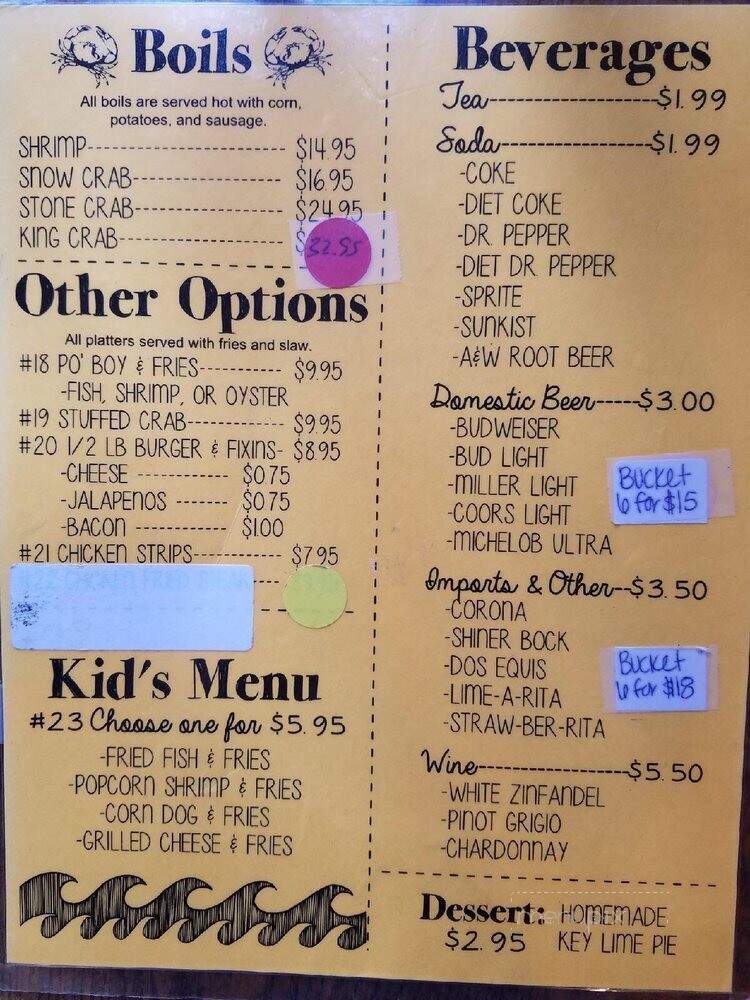 Boils
All boils are served hot with corn,
potatoes, and sausage.
SHRIMP------------------------- $14.95
SNOW CRAB-------------------- $16.95
STONE CRAB------------------- $24.95
KING CRAB--------------------- $32.95
Other Options
All platters served with fries and slaw.
#18 PO' BOY & FRIES----------- $9.95
-FISH, SHRIMP, OR OYSTER
#19 STUFFED CRAB------------- $9.95
#20 1/2 LB BURGER & FIXINS- $8.95
-CHEESE ------------ $0.75
-JALAPENOS ------- $0.75
-BACON ------------- $1.00
#21 CHICKEN STRIPS----------- $7.95
Kid's Menu
#23 Choose one for $5.95
-FRIED FISH & FRIES
-POPCORN SHRIMP & FRIES
-CORN DOG & FRIES
-GRILLED CHEESE & FRIES
Beverages
Tea-------------------$1.99
Soda-----------------$1.99
-COKE
-DIET COKE
-DR. PEPPER
-DIET DR. PEPPER
-SPRITE
-SUNKIST
-A&W ROOT BEER
Domestic Beer-----$3.00
-BUDWEISER
-BUD LIGHT
-MILLER LIGHT
-COORS LIGHT
-MICHELOB ULTRA
Bucket
6 for $15
Imports & Other--$3.50
-CORONA
-SHINER BOCK
-DOS EQUIS
-LIME-A-RITA
-STRAW-BER-RITA
Bucket
6 for $18
Wine-----------------$5.50
-WHITE ZINFANDEL
-PINOT GRIGIO
-CHARDONNAY
Dessert: HOMEMADE
$2.95 KEY LIME PIE